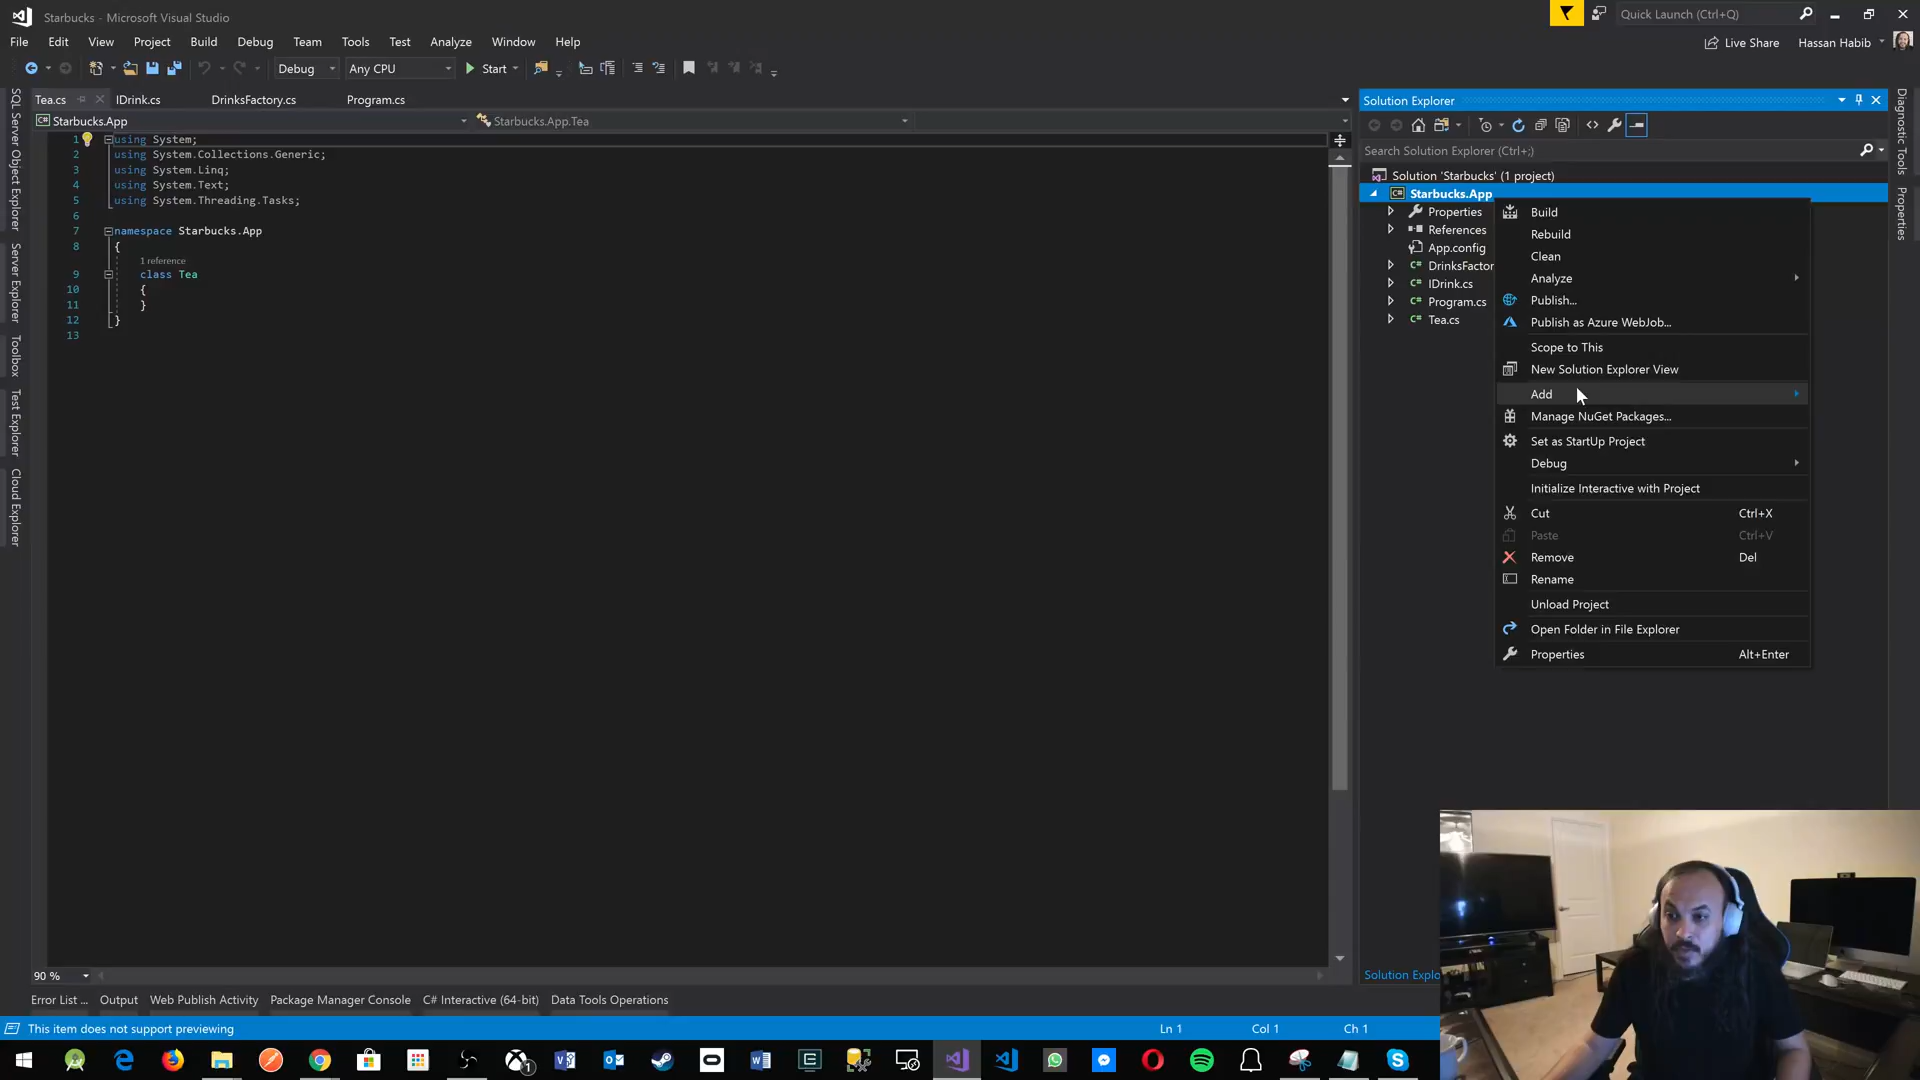 Starbucks - Microsoft Visual Studio
Quick Launch (Ctrl+Q)
File Edit View Project Build Debug Team Tools Test Analyze Window Help
Live Share Hassan Habib
Debug Any CPU Start
Tea.cs IDrink.cs DrinksFactory.cs Program.cs
Starbucks.App Starbucks.App.Tea
1 using System;
2 using System.Collections.Generic;
3 using System.Linq;
4 using System.Text;
5 using System.Threading.Tasks;
6
7 namespace Starbucks.App
8 {
1 reference
9 class Tea
10 {
11 }
12 }
13
SQL Server Object Explorer
Server Explorer
Toolbox
Test Explorer
Cloud Explorer
Solution Explorer
Search Solution Explorer (Ctrl+;)
Solution 'Starbucks' (1 project)
Starbucks.App
Properties
References
App.config
DrinksFactor
IDrink.cs
Program.cs
Tea.cs
Build
Rebuild
Clean
Analyze
Publish...
Publish as Azure WebJob...
Scope to This
New Solution Explorer View
Add
Manage NuGet Packages...
Set as StartUp Project
Debug
Initialize Interactive with Project
Cut Ctrl+X
Paste Ctrl+V
Remove Del
Rename
Unload Project
Open Folder in File Explorer
Properties Alt+Enter
Diagnostic Tools
Properties
Solution Explo
90 %
Error List ... Output Web Publish Activity Package Manager Console C# Interactive (64-bit) Data Tools Operations
This item does not support previewing Ln 1 Col 1 Ch 1